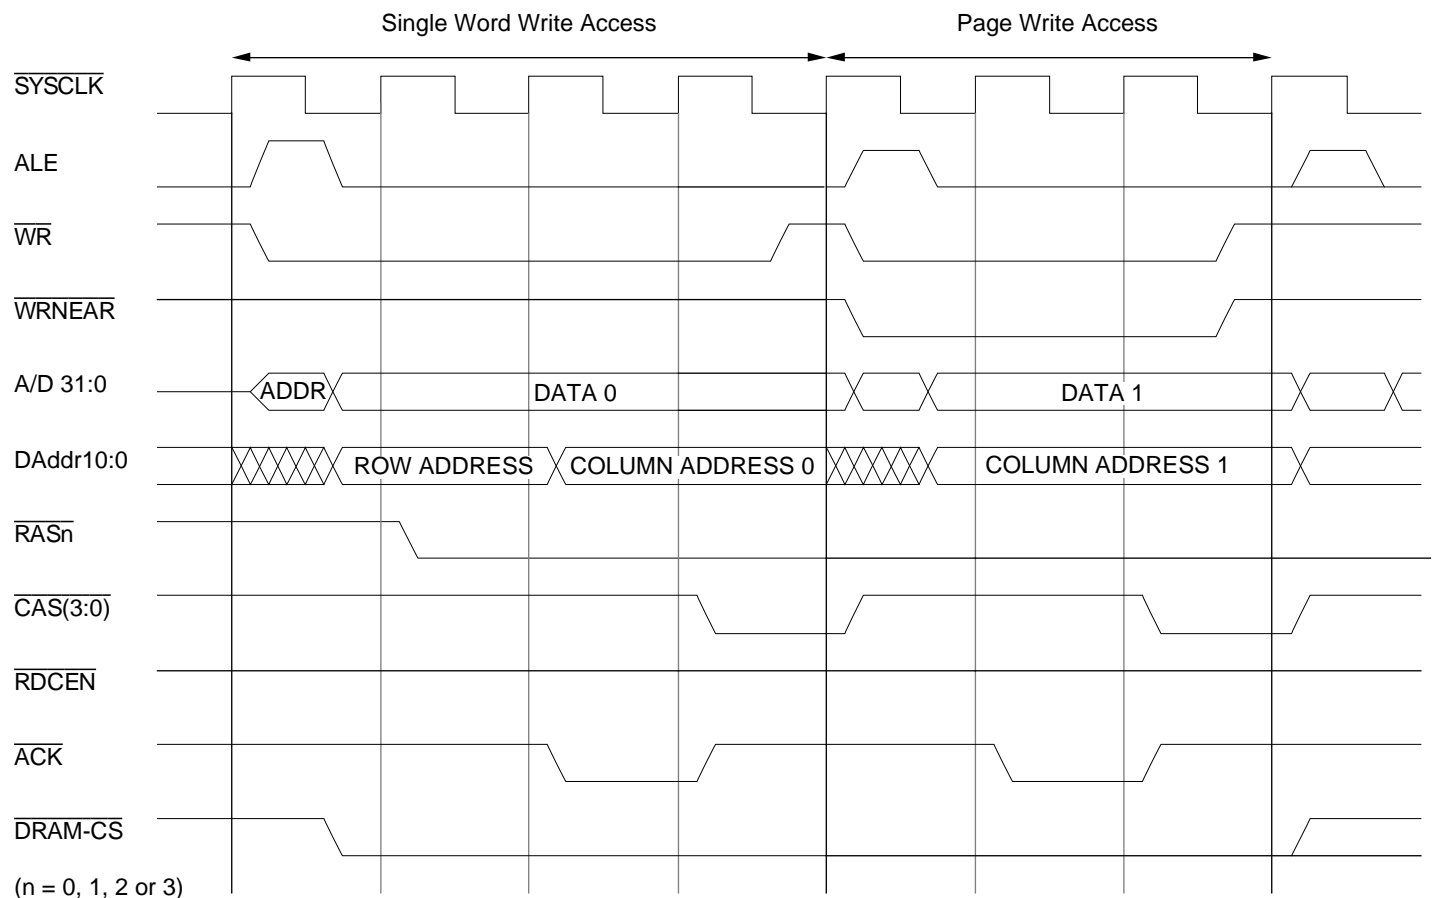 Single Word Write Access Page Write Access
SYSCLK
ALE
WR
WRNEAR
A/D 31:0 ADDR DATA 0 DATA 1
DAddr10:0 ROW ADDRESS COLUMN ADDRESS 0 COLUMN ADDRESS 1
RASn
CAS(3:0)
RDCEN
ACK
DRAM-CS
(n = 0, 1, 2 or 3)